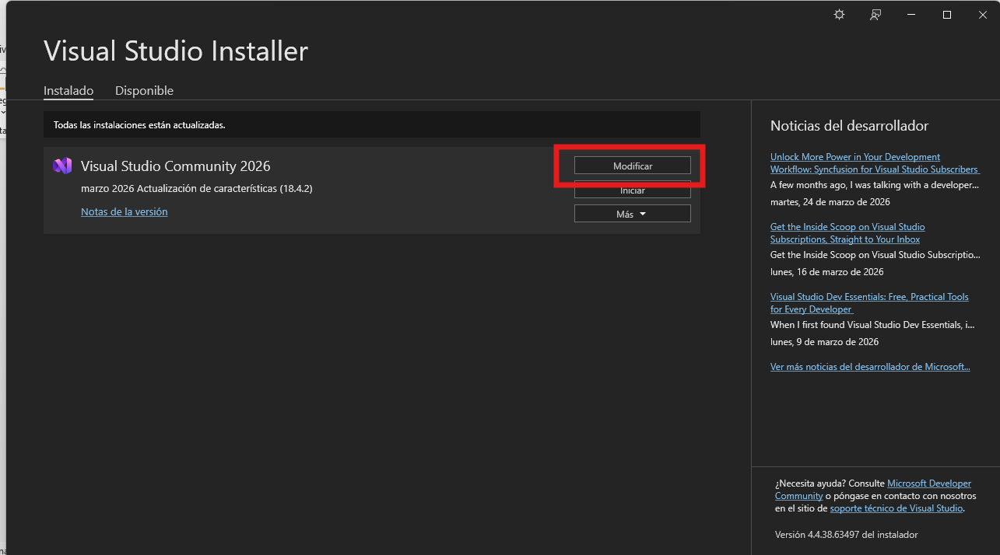 Visual Studio Installer
Instalado
Disponible
Todas las instalaciones están actualizadas.
Visual Studio Community 2026
marzo 2026 Actualización de características (18.4.2)
Notas de la versión
Modificar
Iniciar
Más
Noticias del desarrollador
Unlock More Power in Your Development
Workflow: Syncfusion for Visual Studio Subscribers
A few months ago, I was talking with a developer...
martes, 24 de marzo de 2026
Get the Inside Scoop on Visual Studio
Subscriptions, Straight to Your Inbox
Get the Inside Scoop on Visual Studio Subscriptio...
lunes, 16 de marzo de 2026
Visual Studio Dev Essentials: Free, Practical Tools
for Every Developer
When I first found Visual Studio Dev Essentials, i...
lunes, 9 de marzo de 2026
Ver más noticias del desarrollador de Microsoft...
¿Necesita ayuda? Consulte Microsoft Developer
Community o póngase en contacto con nosotros
en el sitio de soporte técnico de Visual Studio.
Versión 4.4.38.63497 del instalador